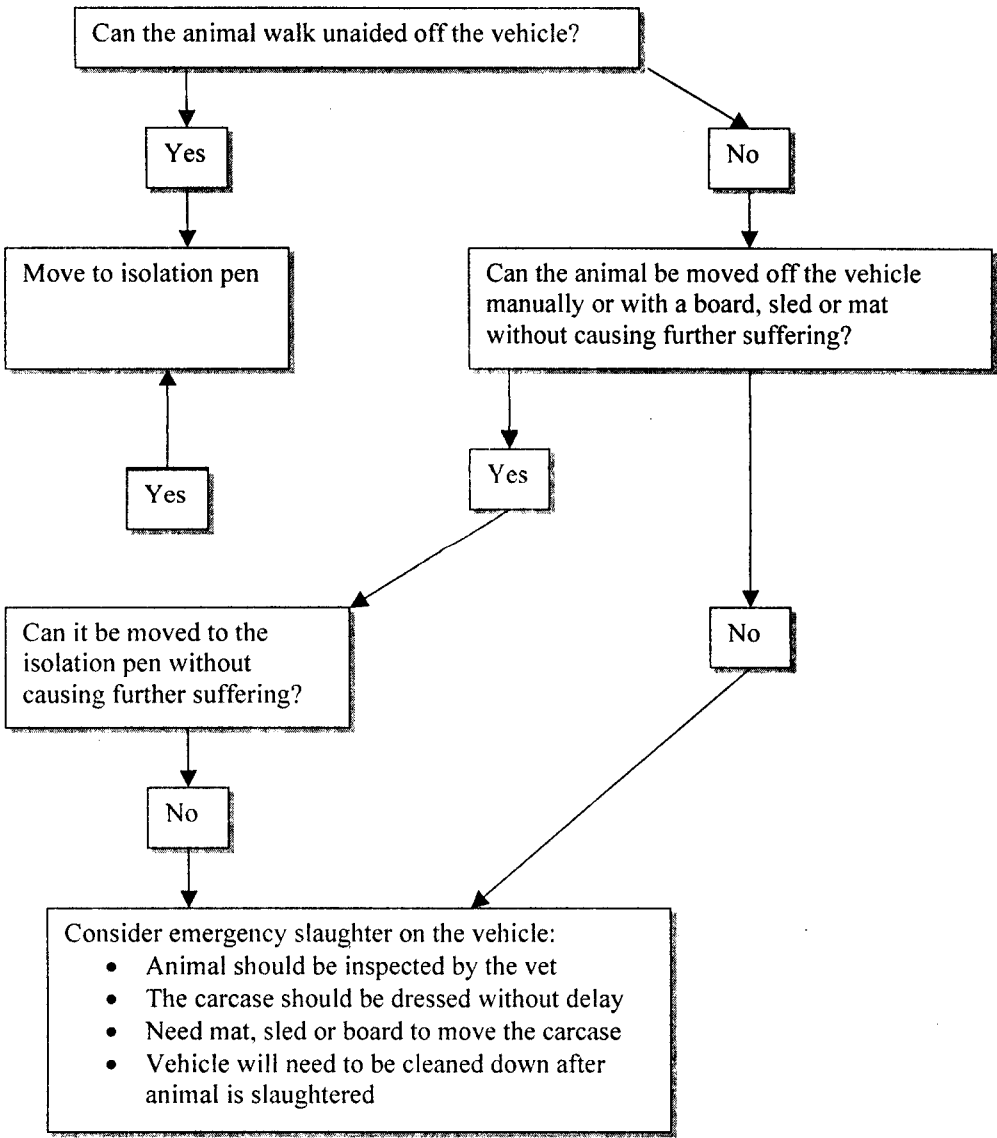 Can the animal walk unaided off the vehicle?
Yes
No
Move to isolation pen
Can the animal be moved off the vehicle
manually or with a board, sled or mat
without causing further suffering?
Yes
Yes
Can it be moved to the
isolation pen without
causing further suffering?
No
No
Consider emergency slaughter on the vehicle:
• Animal should be inspected by the vet
• The carcase should be dressed without delay
• Need mat, sled or board to move the carcase
• Vehicle will need to be cleaned down after
animal is slaughtered